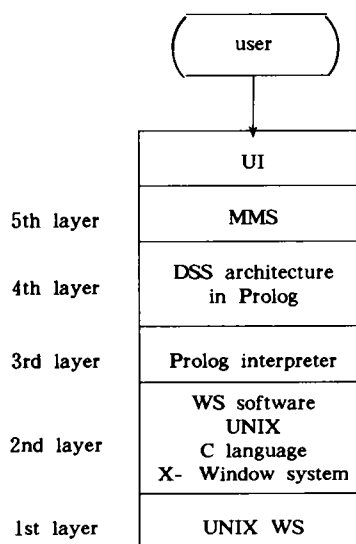 user
UI
5th layer
MMS
4th layer
DSS architecture
in Prolog
3rd layer
Prolog interpreter
2nd layer
WS software
UNIX
C language
X- Window system
1st layer
UNIX WS